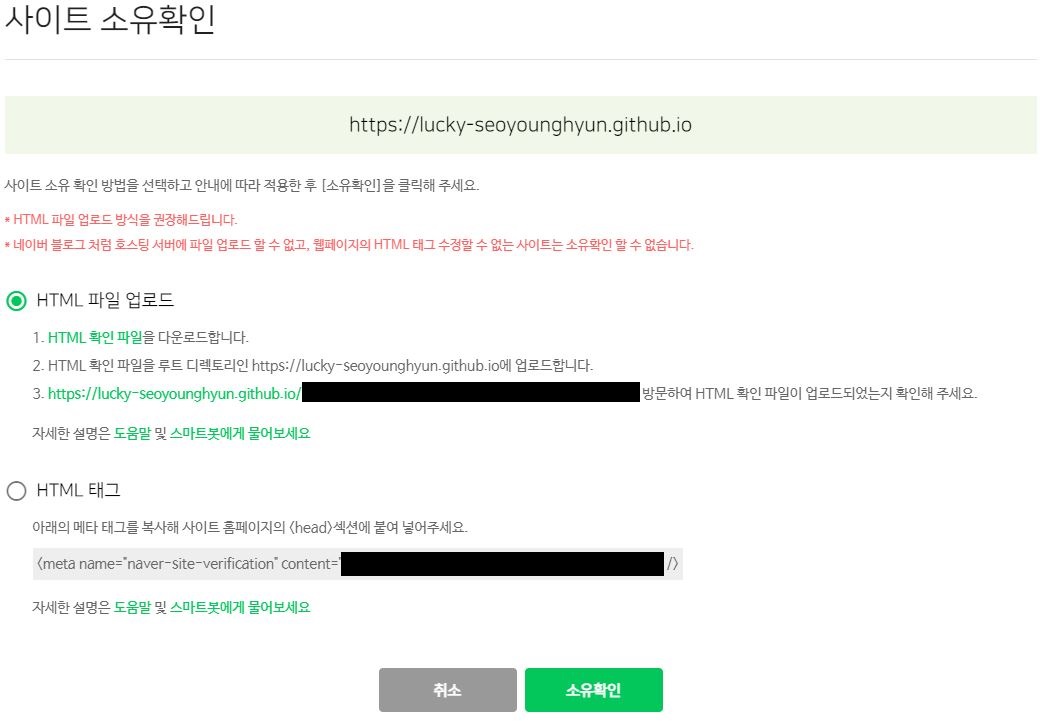 사이트 소유확인
https://lucky-seoyounghyun.github.io
사이트 소유 확인 방법을 선택하고 안내에 따라 적용한 후 [소유확인]을 클릭해 주세요.
* HTML 파일 업로드 방식을 권장해드립니다.
* 네이버 블로그 처럼 호스팅 서버에 파일 업로드 할 수 없고, 웹페이지의 HTML 태그 수정할 수 없는 사이트는 소유확인 할 수 없습니다.
HTML 파일 업로드
1. HTML 확인 파일을 다운로드합니다.
2. HTML 확인 파일을 루트 디렉토리인 https://lucky-seoyounghyun.github.io에 업로드합니다.
3. https://lucky-seoyounghyun.github.io/ 방문하여 HTML 확인 파일이 업로드되었는지 확인해 주세요.
자세한 설명은 도움말 및 스마트봇에게 물어보세요
HTML 태그
아래의 메타 태그를 복사해 사이트 홈페이지의 <head>섹션에 붙여 넣어주세요.
<meta name="naver-site-verification" content=" />
자세한 설명은 도움말 및 스마트봇에게 물어보세요
취소
소유확인